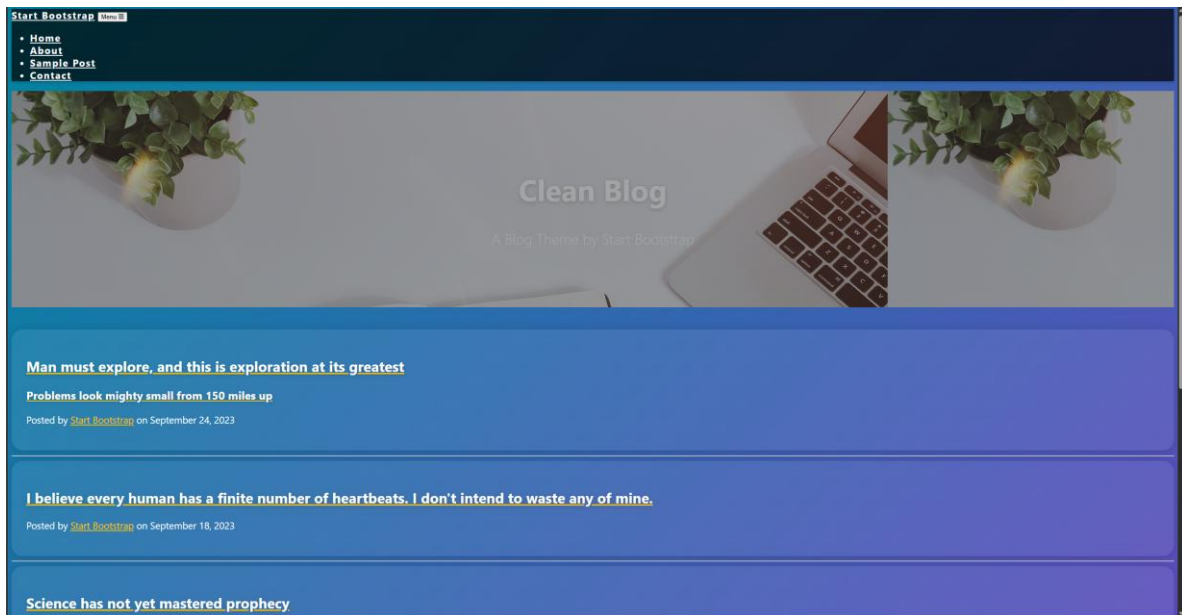 Start Bootstrap Menu ☰
Home
About
Sample Post
Contact
Clean Blog
A Blog Theme by Start Bootstrap
Man must explore, and this is exploration at its greatest
Problems look mighty small from 150 miles up
Posted by Start Bootstrap on September 24, 2023
I believe every human has a finite number of heartbeats. I don't intend to waste any of mine.
Posted by Start Bootstrap on September 18, 2023
Science has not yet mastered prophecy